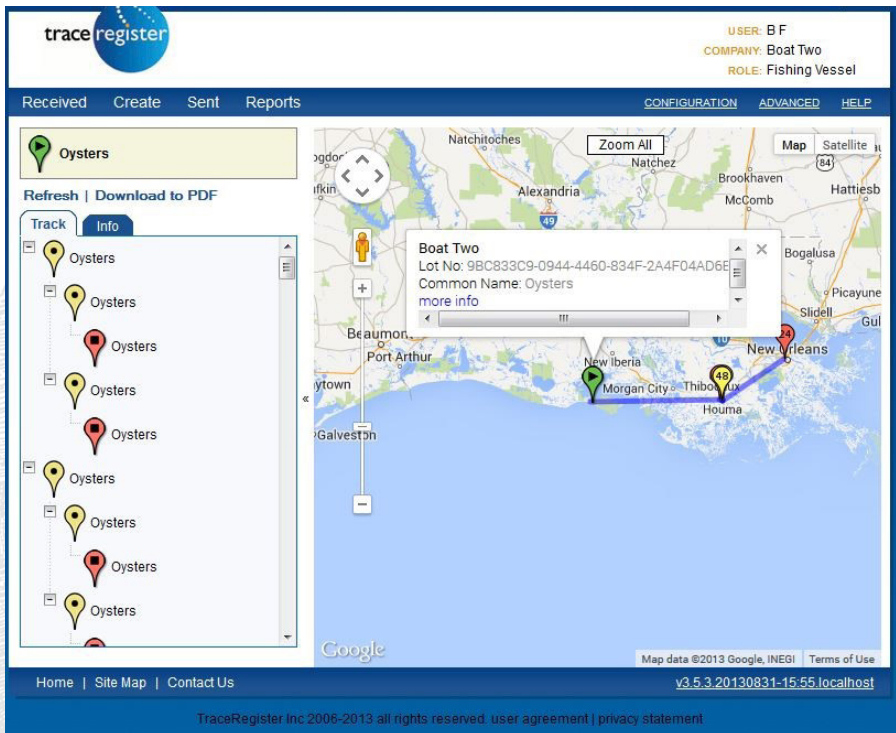 trace register
USER: B F
COMPANY: Boat Two
ROLE: Fishing Vessel
Received Create Sent Reports
CONFIGURATION ADVANCED HELP
Oysters
Refresh | Download to PDF
Track Info
Oysters
Oysters
Oysters
Oysters
Oysters
Oysters
Oysters
Oysters
Oysters
«
Zoom All
Map Satellite
Natchitoches
Natchez
84
Brookhaven
Hattiesb
McComb
Alexandria
49
Boat Two
Lot No: 9BC833C9-0944-4460-834F-2A4F04AD6E
Common Name: Oysters
more info
Bogalusa
Picayune
Slidell
Gul
Beaumon
Port Arthur
10
24
New Orleans
New Iberia
48
Morgan City
Houma
ytown
Galveston
Google
Map data ©2013 Google, INEGI Terms of Use
Home | Site Map | Contact Us
v3.5.3.20130831-15:55.localhost
TraceRegister Inc 2006-2013 all rights reserved. user agreement | privacy statement